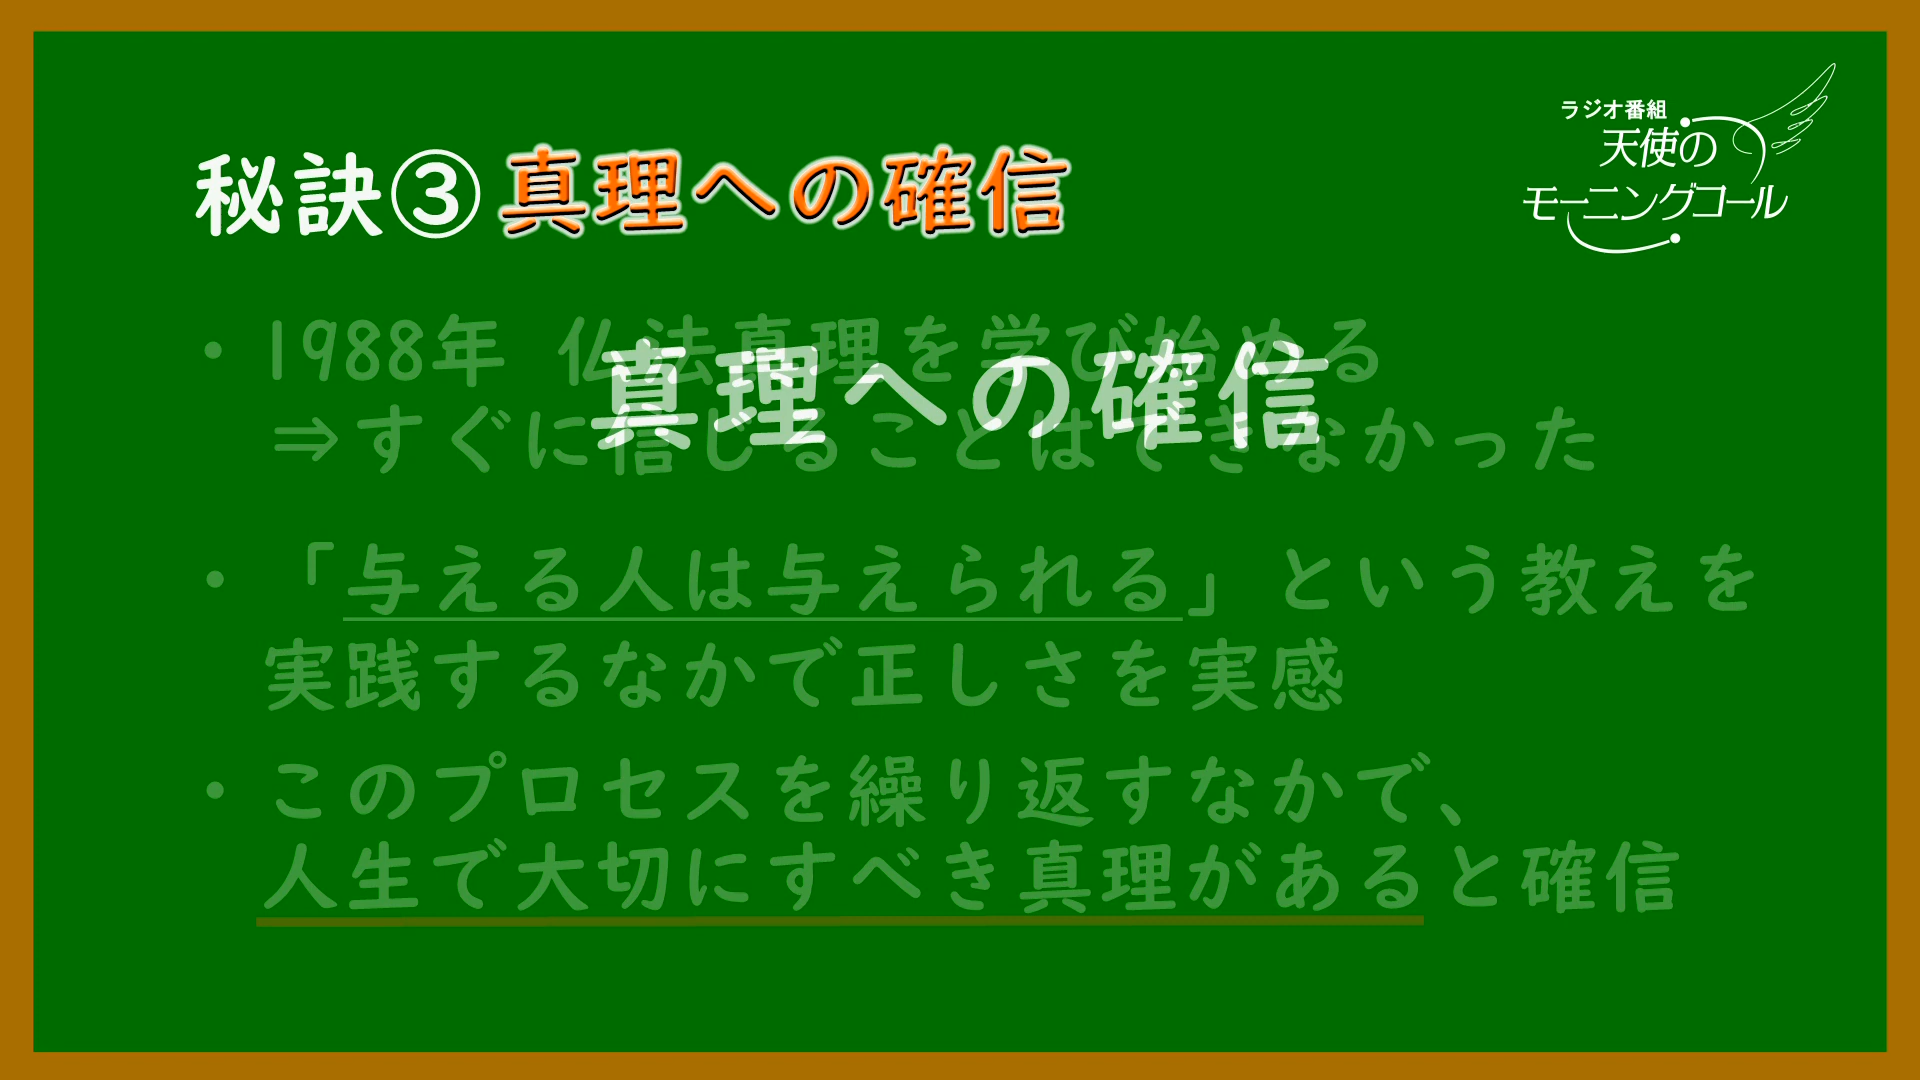 秘訣③真理への確信
ラジオ番組
天使の
モーニングコール
・1988年 仏法真理を学び始める
真理への確信
⇒すぐに信じることはできなかった
・「与える人は与えられる」という教えを
実践するなかで正しさを実感
・このプロセスを繰り返すなかで、
人生で大切にすべき真理があると確信